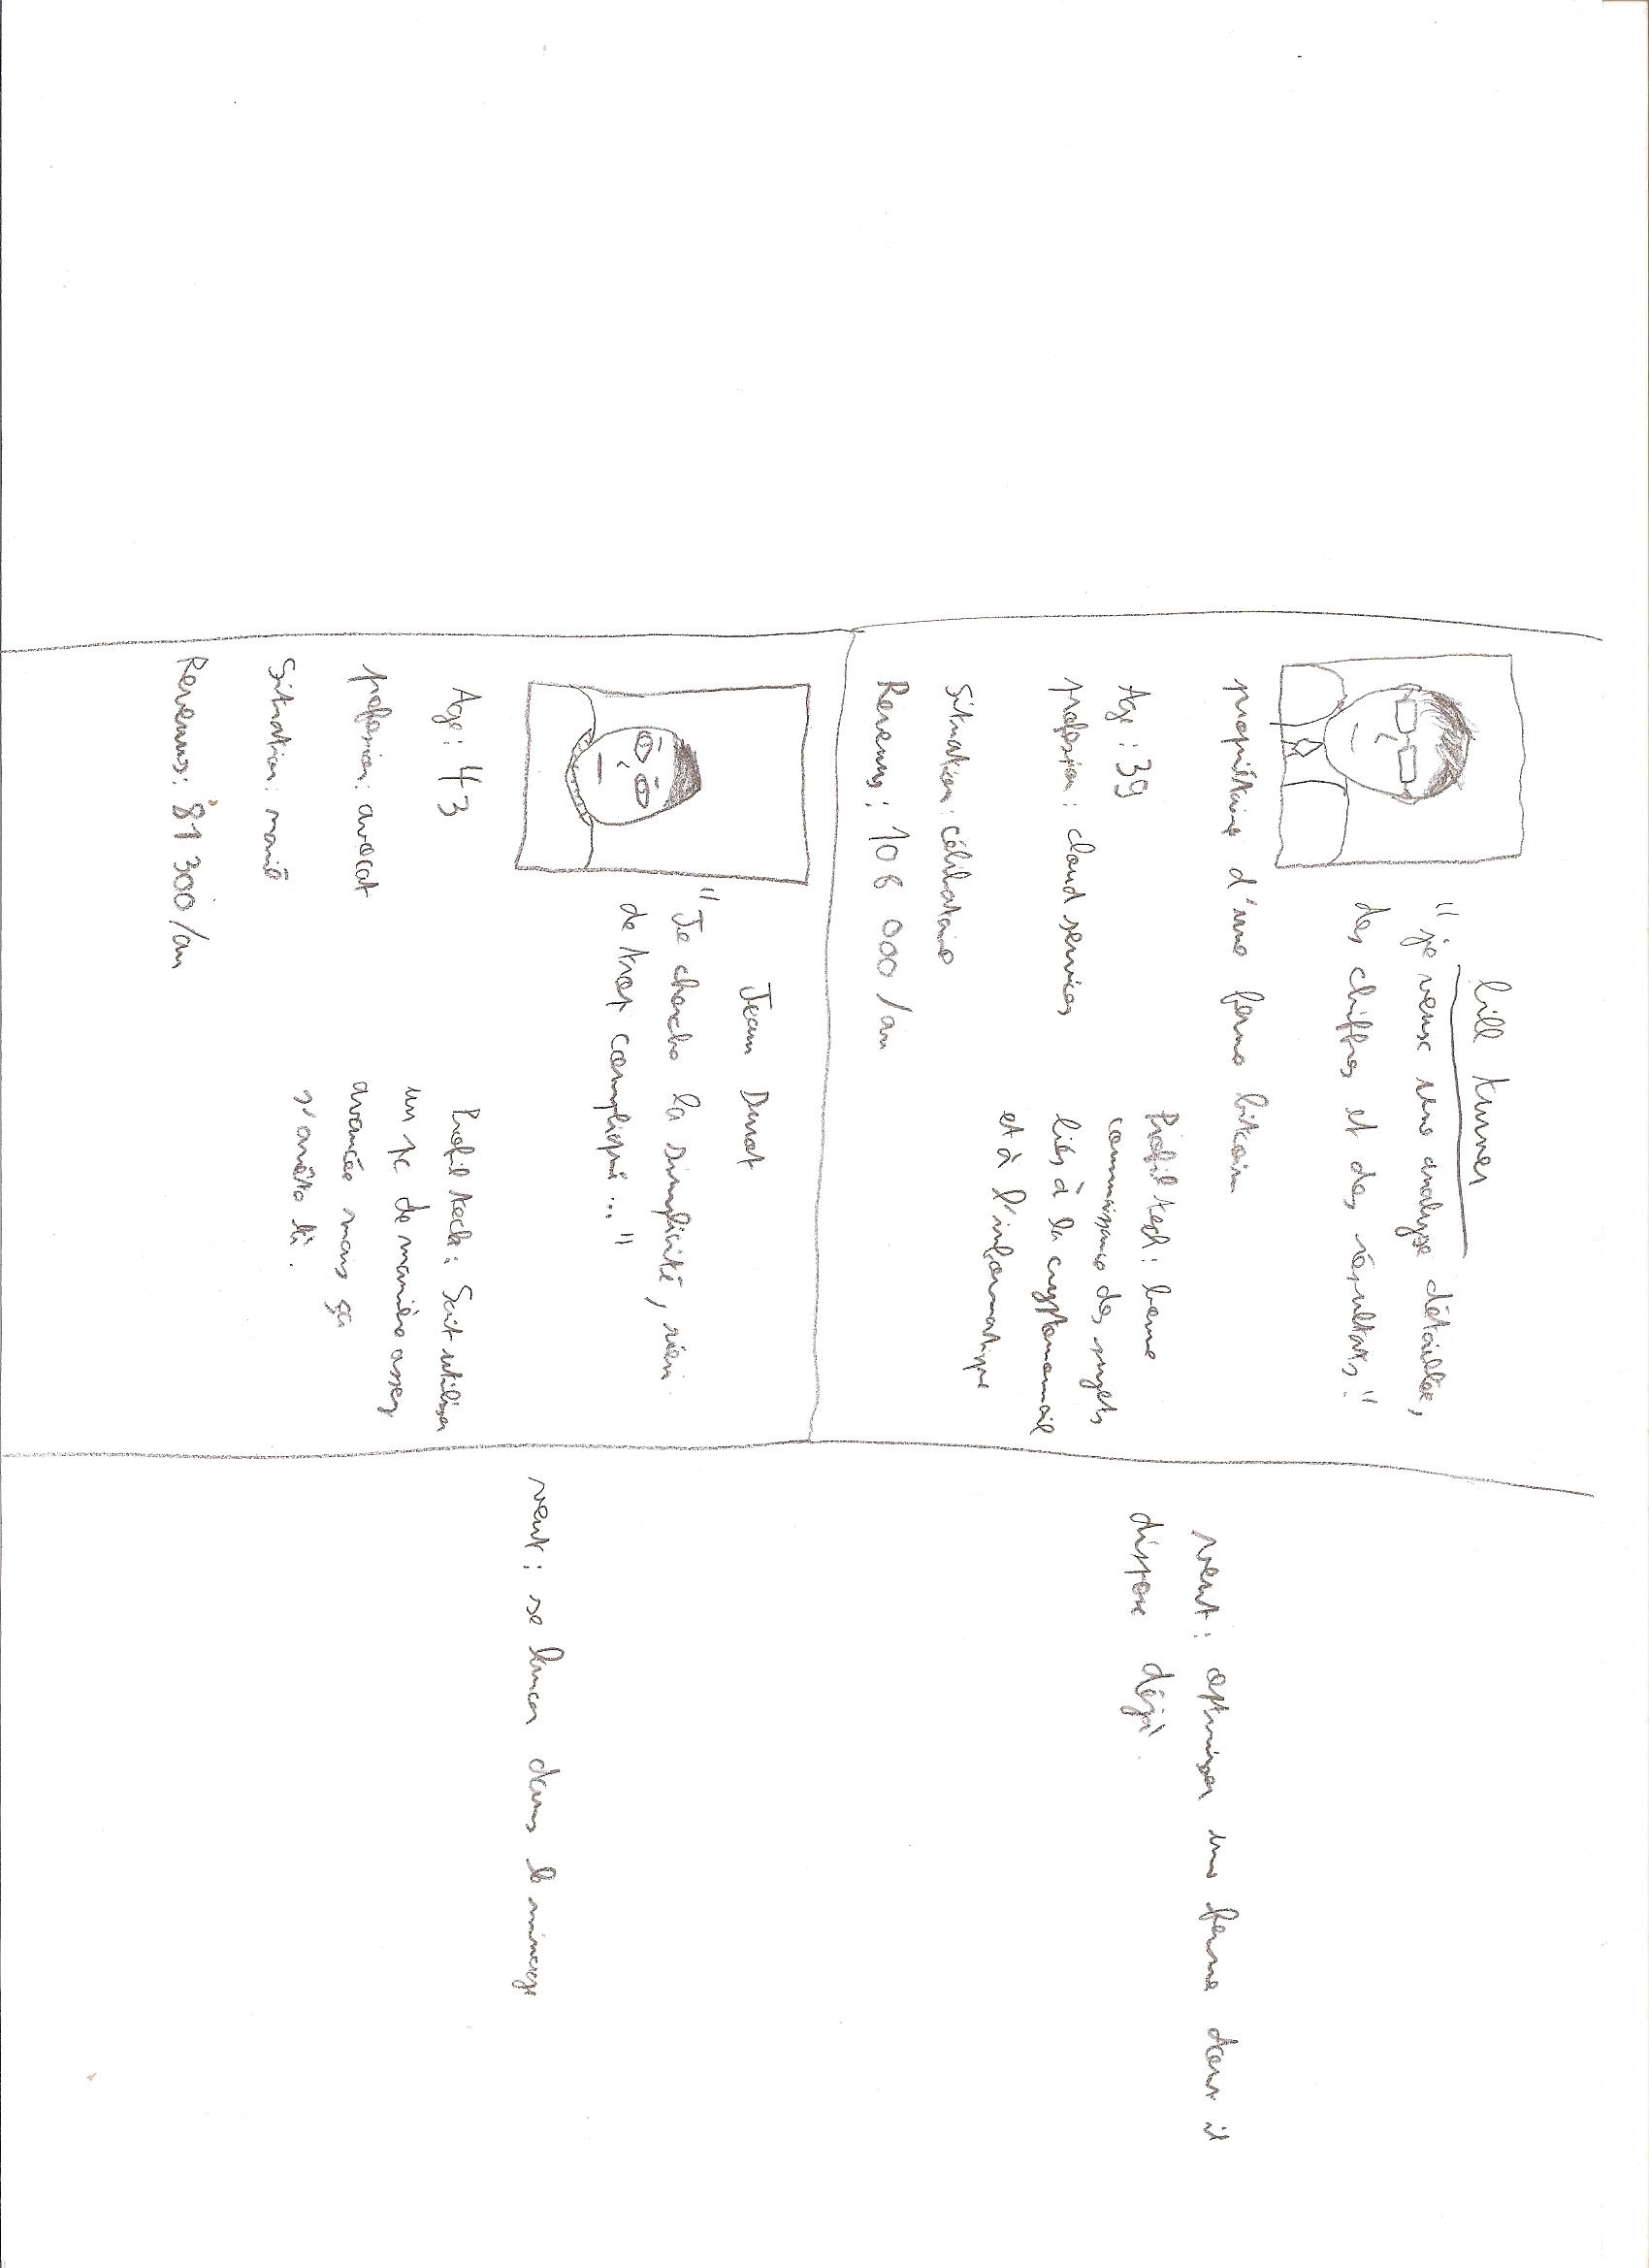 bill turner
"je veux une analyse détaillée,
des chiffres et des résultats"
propriétaire d'une ferme bitcoin
Age : 39
profession : cloud services
Profil tech : bonne
connaissance des sujets
liés à la cryptomonnaie
et à l'informatique
Situation : célibataire
Revenus : 108 000 /an
veut : optimiser une ferme dont il
dispose déjà.
Jean
"Je cherche la simplicité, rien
de trop compliqué ..."
Age : 43
profession : avocat
Situation : marié
Revenus : 81 300 /an
Profil tech : Sait utiliser
un pc de manière assez
avancée mais ça
s'arrête là.
veut : se lancer dans le minage